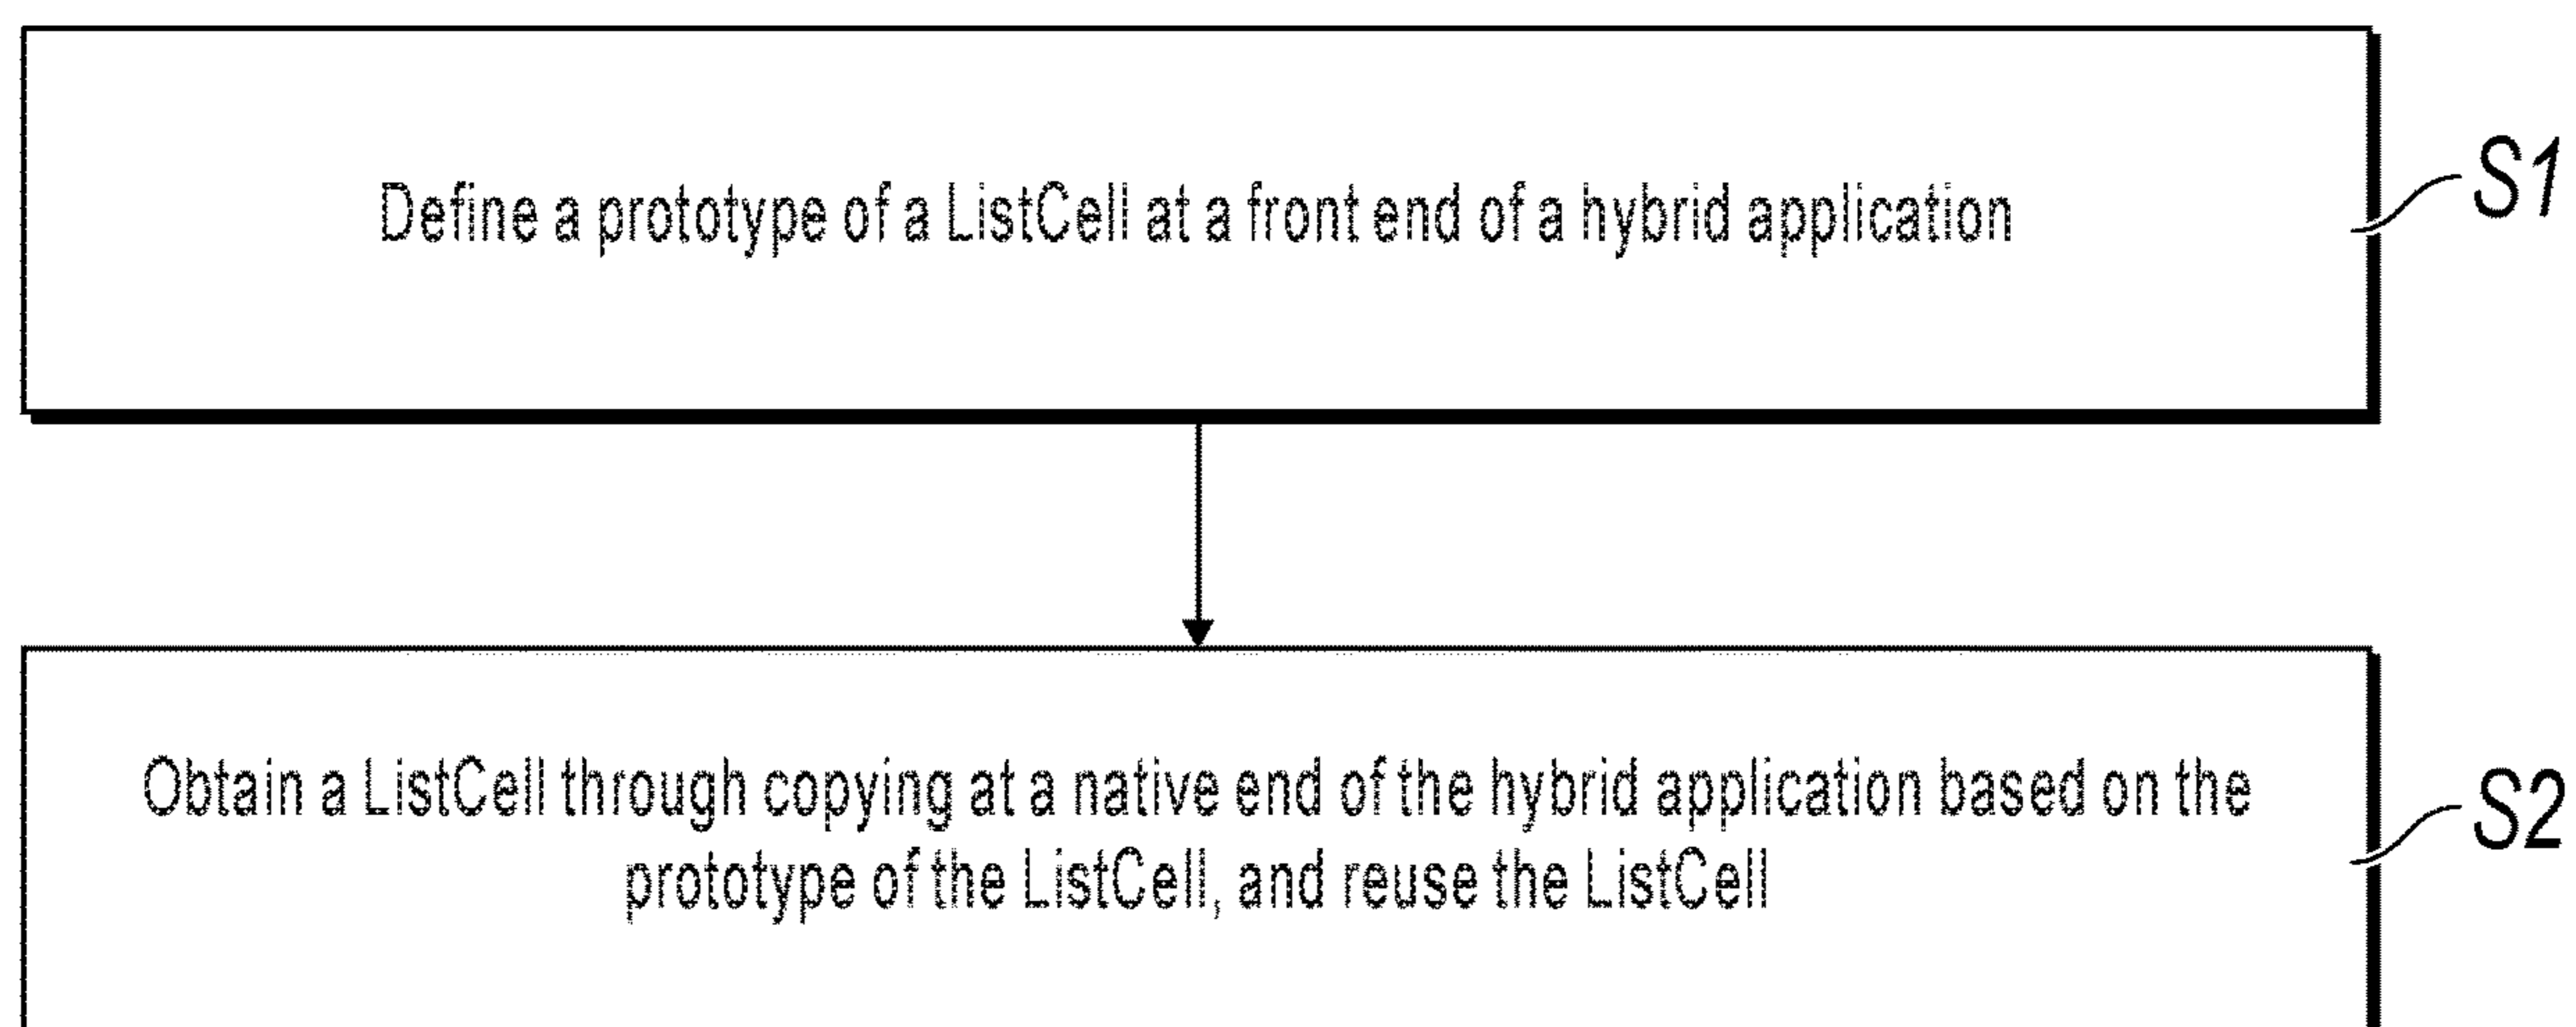 Define a prototype of a ListCell at a front end of a hybrid application
S1
Obtain a ListCell through copying at a native end of the hybrid application based on the
prototype of the ListCell, and reuse the ListCell
S2